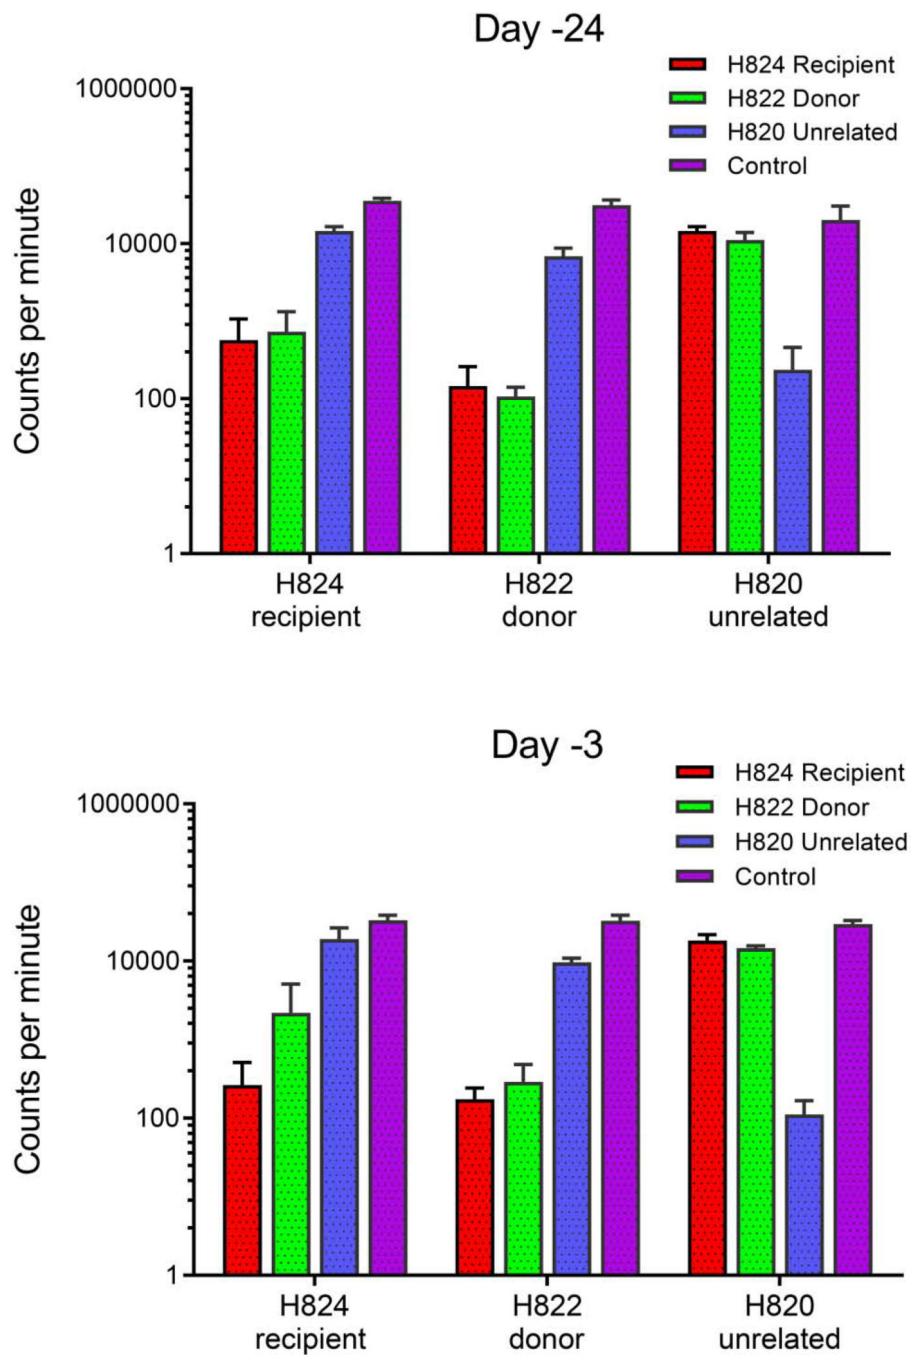 Day -24
H824 Recipient
H822 Donor
H820 Unrelated
Control
Counts per minute
1000000
10000
100
1
H824
recipient
H822
donor
H820
unrelated
Day -3
H824 Recipient
H822 Donor
H820 Unrelated
Control
Counts per minute
1000000
10000
100
1
H824
recipient
H822
donor
H820
unrelated